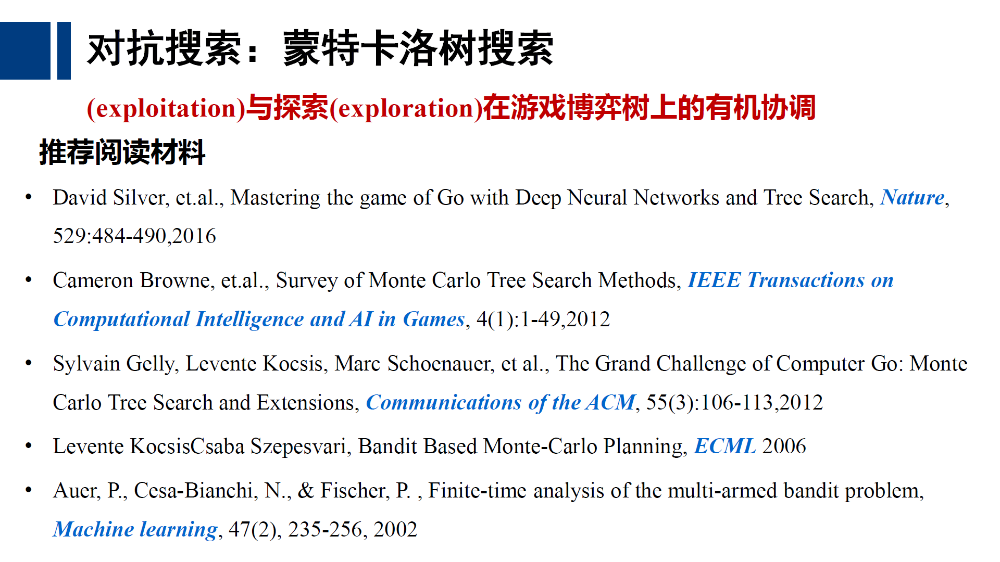 对抗搜索：蒙特卡洛树搜索
(exploitation)与探索(exploration)在游戏博弈树上的有机协调
推荐阅读材料
• David Silver, et.al., Mastering the game of Go with Deep Neural Networks and Tree Search, Nature,
529:484-490,2016
• Cameron Browne, et.al., Survey of Monte Carlo Tree Search Methods, IEEE Transactions on
Computational Intelligence and AI in Games, 4(1):1-49,2012
• Sylvain Gelly, Levente Kocsis, Marc Schoenauer, et al., The Grand Challenge of Computer Go: Monte
Carlo Tree Search and Extensions, Communications of the ACM, 55(3):106-113,2012
• Levente KocsisCsaba Szepesvari, Bandit Based Monte-Carlo Planning, ECML 2006
• Auer, P., Cesa-Bianchi, N., & Fischer, P. , Finite-time analysis of the multi-armed bandit problem,
Machine learning, 47(2), 235-256, 2002